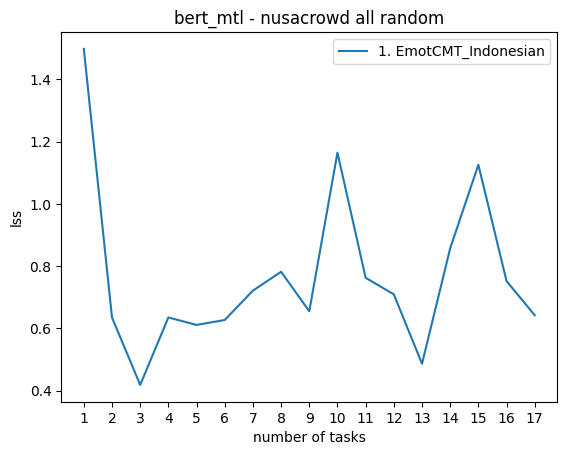 bert_mtl - nusacrowd all random
1. EmotCMT_Indonesian
lss
1.4
1.2
1.0
0.8
0.6
0.4
1 2 3 4 5 6 7 8 9 10 11 12 13 14 15 16 17
number of tasks